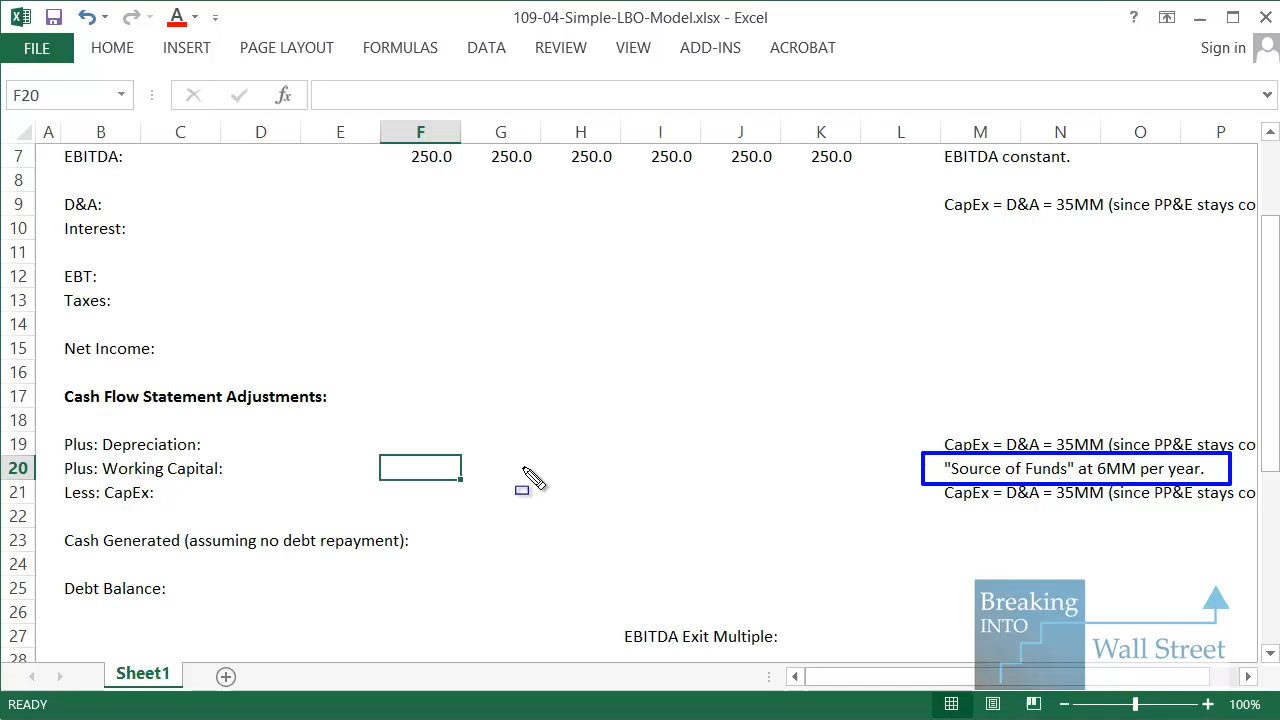 109-04-Simple-LBO-Model.xlsx - Excel
FILE HOME INSERT PAGE LAYOUT FORMULAS DATA REVIEW VIEW ADD-INS ACROBAT Sign in
F20 fx
A B C D E F G H I J K L M N O P
7 EBITDA: 250.0 250.0 250.0 250.0 250.0 250.0 EBITDA constant.
8
9 D&A: CapEx = D&A = 35MM (since PP&E stays co
10 Interest:
11
12 EBT:
13 Taxes:
14
15 Net Income:
16
17 Cash Flow Statement Adjustments:
18
19 Plus: Depreciation: CapEx = D&A = 35MM (since PP&E stays co
20 Plus: Working Capital: "Source of Funds" at 6MM per year.
21 Less: CapEx: CapEx = D&A = 35MM (since PP&E stays co
22
23 Cash Generated (assuming no debt repayment):
24
25 Debt Balance:
26
27 EBITDA Exit Multiple:
28
Breaking
INTO
Wall Street
Sheet1
READY 100%